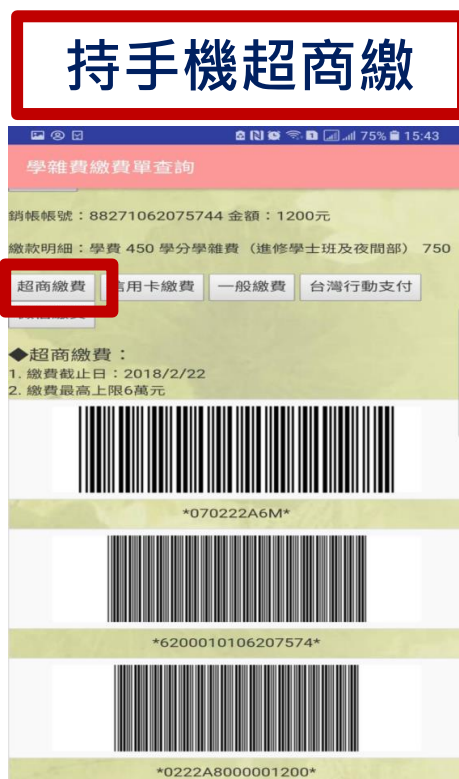 持手機超商繳
75% 15:43
學雜費繳費單查詢
銷帳帳號：88271062075744 金額：1200元
繳款明細：學費 450 學分學雜費（進修學士班及夜間部） 750
超商繳費 信用卡繳費 一般繳費 台灣行動支付
◆超商繳費：
1. 繳費截止日：2018/2/22
2. 繳費最高上限6萬元
*070222A6M*
*6200010106207574*
*0222A8000001200*